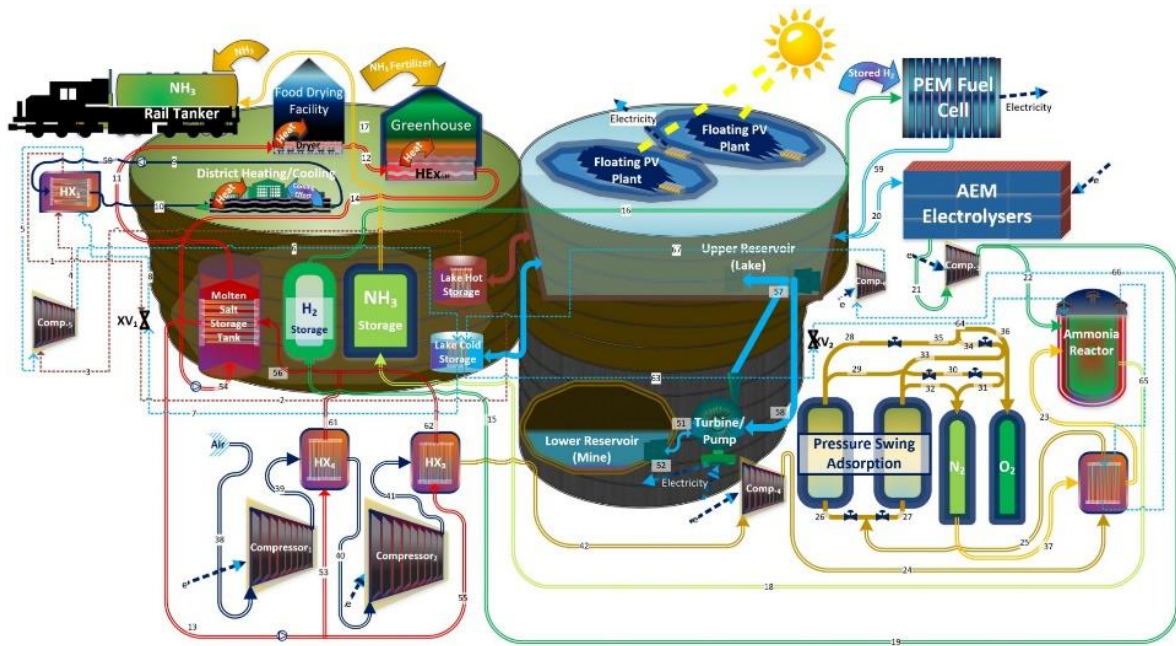 NH₃
NH₃
Rail Tanker
Food Drying
Facility
Heat
Dryer
NH₃ Fertilizer
Greenhouse
Heat
HEx
District Heating/Cooling
Heat
17
12
11
58
2
10
14
16
1
4
5
6
8
3
2
7
HX
Comp.₅
XV₁
Molten
Salt
Storage
Tank
54
56
H₂
Storage
NH₃
Storage
Lake Hot
Storage
Lake Cold
Storage
Electricity
Floating PV
Plant
Floating PV
Plant
Upper Reservoir
(Lake)
57
58
63
Lower Reservoir
(Mine)
51
52
Turbine/
Pump
Electricity
Stored H₂
PEM Fuel
Cell
Electricity
59
20
AEM
Electrolysers
e
e
e
21
22
66
XV₂
Ammonia
Reactor
65
23
28
35
64
36
33
34
29
30
32
31
Pressure Swing
Adsorption
N₂
O₂
26
27
25
37
24
Comp.₄
15
61
62
Air
HX₄
HX₃
39
41
38
40
42
Compressor₁
Compressor₂
e
e
53
55
13
18
19